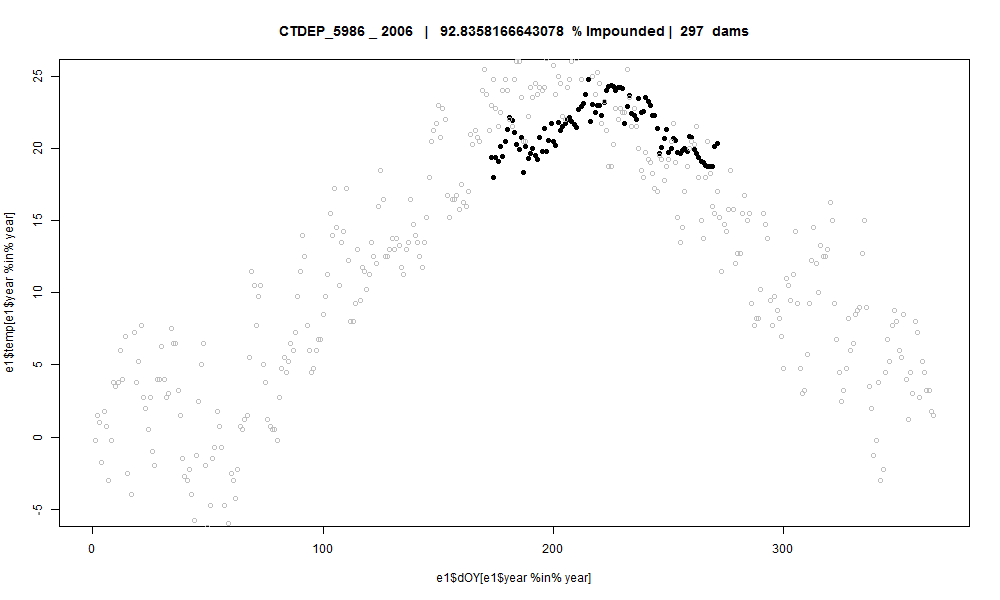 CTDEP_5986 _ 2006 | 92.8358166643078 % Impounded | 297 dams
25
20
15
10
5
0
-5
e1$temp[e1$year %in% year]
0 100 200 300
e1$dOY[e1$year %in% year]